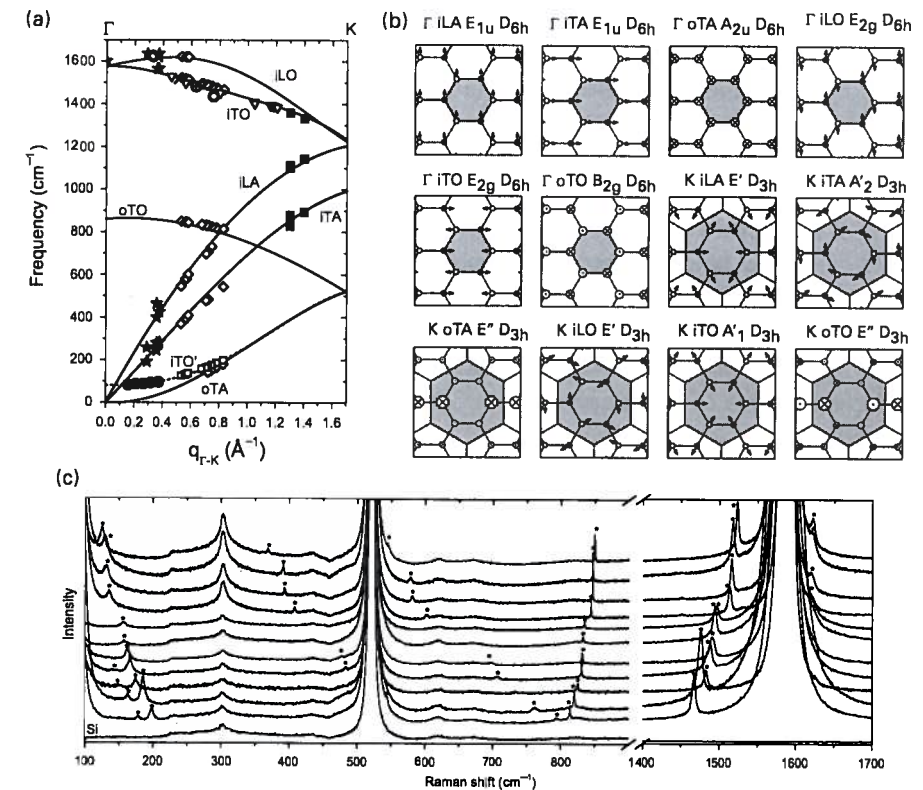 (a)
Γ K
1600
1400
1200
1000
800
600
400
200
0
0.0 0.2 0.4 0.6 0.8 1.0 1.2 1.4 1.6
Frequency (cm⁻¹)
q_Γ-K (Å⁻¹)
iLO
iTO
iLA
oTO
iTA
iTO'
oTA
(b)
Γ iLA E₁ᵤ D₆ₕ Γ iTA E₁ᵤ D₆ₕ Γ oTA A₂ᵤ D₆ₕ Γ iLO E₂g D₆ₕ
Γ iTO E₂g D₆ₕ Γ oTO B₂g D₆ₕ K iLA E′ D₃ₕ K iTA A′₂ D₃ₕ
K oTA E″ D₃ₕ K iLO E′ D₃ₕ K iTO A′₁ D₃ₕ K oTO E″ D₃ₕ
(c)
Intensity
Si
100 200 300 400 500 600 700 800 1400 1500 1600 1700
Raman shift (cm⁻¹)